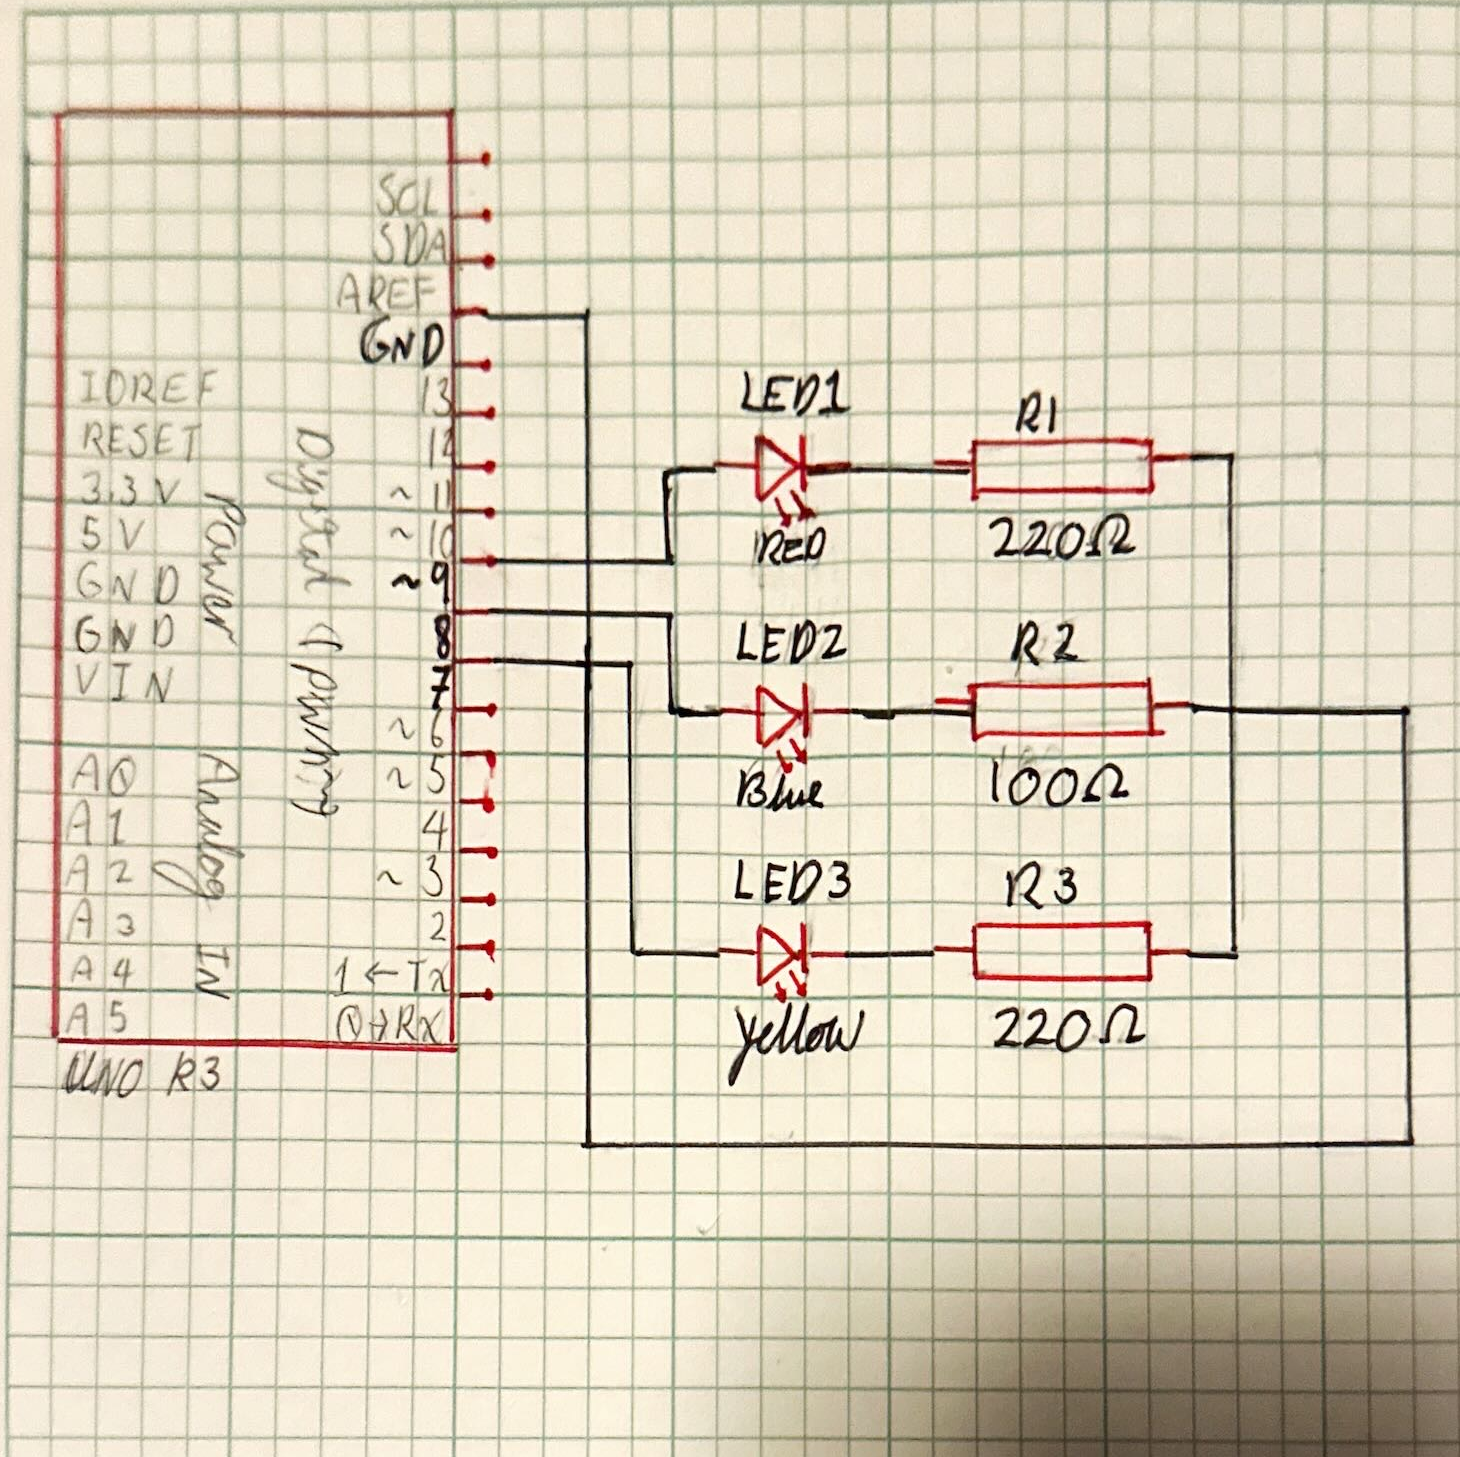 SCL
SDA
AREF
GND
IOREF
13
RESET
12
3.3V
~11
5V
~10
GND
~9
GND
8
VIN
7
~6
A0
~5
A1
4
A2
~3
A3
2
A4
1←Tx
A5
0→Rx
Power
Analog IN
Digital (PWM~)
UNO R3
LED1
R1
RED
220Ω
LED2
R2
Blue
100Ω
LED3
R3
yellow
220Ω